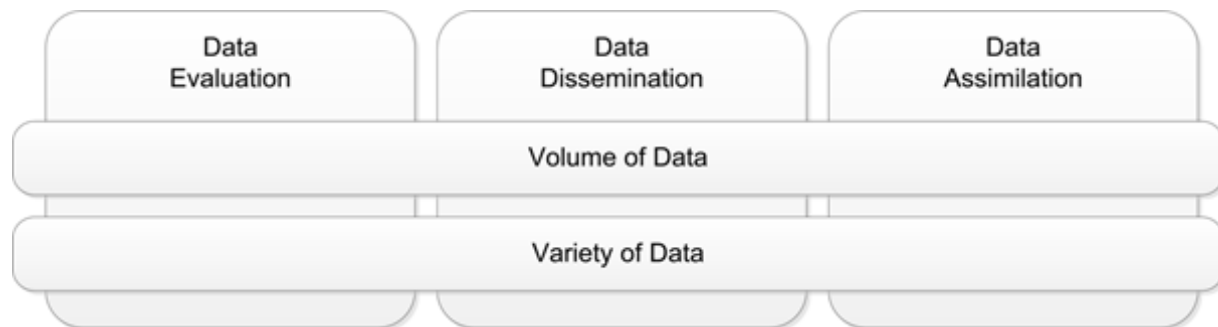 Data
Evaluation
Data
Dissemination
Data
Assimilation
Volume of Data
Variety of Data